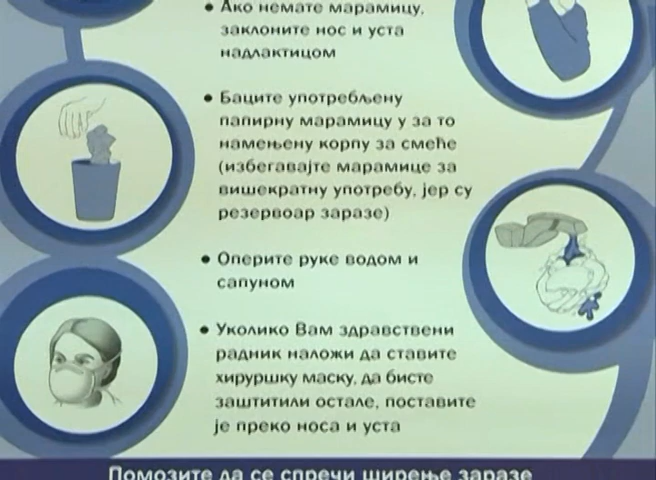 • Ако немате марамицу,
заклоните нос и уста
надлактицом
• Баците употребљену
папирну марамицу у за то
намењену корпу за смеће
(избегавајте марамице за
вишекратну употребу, јер су
резервоар заразе)
• Оперите руке водом и
сапуном
• Уколико Вам здравствени
радник наложи да ставите
хируршку маску, да бисте
заштитили остале, поставите
је преко носа и уста
Помозите да се спречи ширење заразе